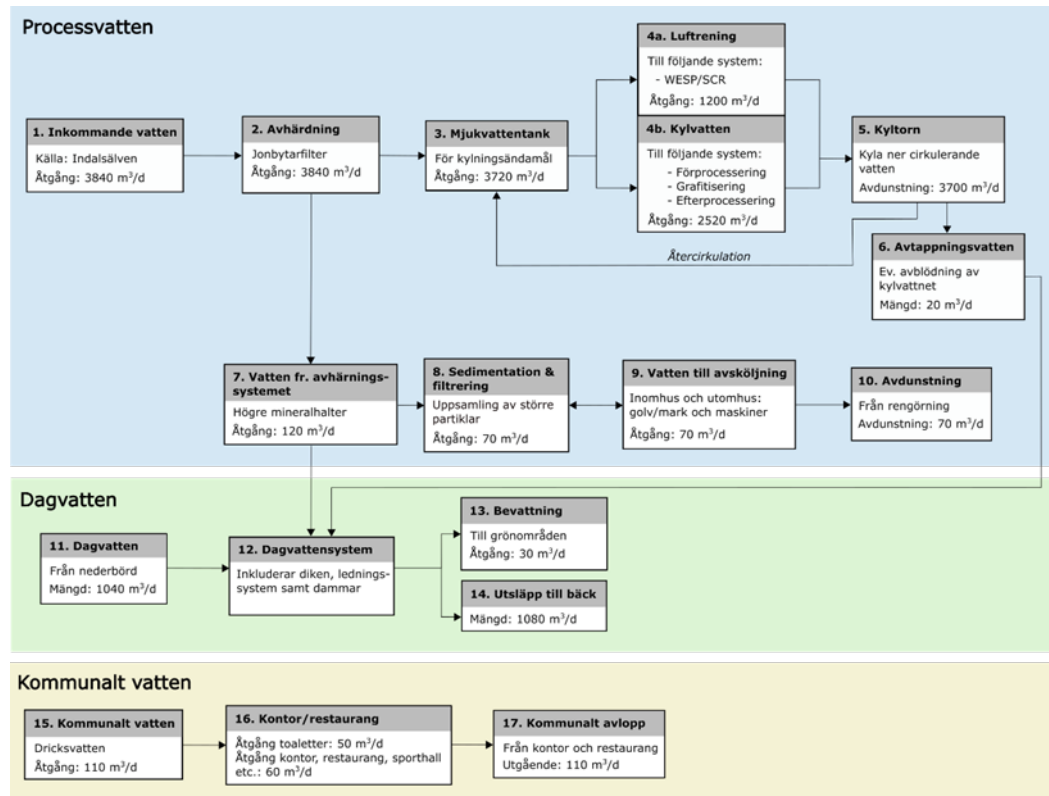 Processvatten
1. Inkommande vatten
Källa: Indalsälven
Åtgång: 3840 m³/d
2. Avhärdning
Jonbytarfilter
Åtgång: 3840 m³/d
3. Mjukvattentank
För kylningsändamål
Åtgång: 3720 m³/d
4a. Luftrening
Till följande system:
- WESP/SCR
Åtgång: 1200 m³/d
4b. Kylvatten
Till följande system:
- Förprocessering
- Grafitisering
- Efterprocessering
Åtgång: 2520 m³/d
5. Kyltorn
Kyla ner cirkulerande
vatten
Avdunstning: 3700 m³/d
Återcirkulation
6. Avtappningsvatten
Ev. avblödning av
kylvattnet
Mängd: 20 m³/d
7. Vatten fr. avhärnings-
systemet
Högre mineralhalter
Åtgång: 120 m³/d
8. Sedimentation &
filtrering
Uppsamling av större
partiklar
Åtgång: 70 m³/d
9. Vatten till avsköljning
Inomhus och utomhus:
golv/mark och maskiner
Åtgång: 70 m³/d
10. Avdunstning
Från rengörning
Avdunstning: 70 m³/d
Dagvatten
11. Dagvatten
Från nederbörd
Mängd: 1040 m³/d
12. Dagvattensystem
Inkluderar diken, lednings-
system samt dammar
13. Bevattning
Till grönområden
Åtgång: 30 m³/d
14. Utsläpp till bäck
Mängd: 1080 m³/d
Kommunalt vatten
15. Kommunalt vatten
Dricksvatten
Åtgång: 110 m³/d
16. Kontor/restaurang
Åtgång toaletter: 50 m³/d
Åtgång kontor, restaurang, sporthall
etc.: 60 m³/d
17. Kommunalt avlopp
Från kontor och restaurang
Utgående: 110 m³/d